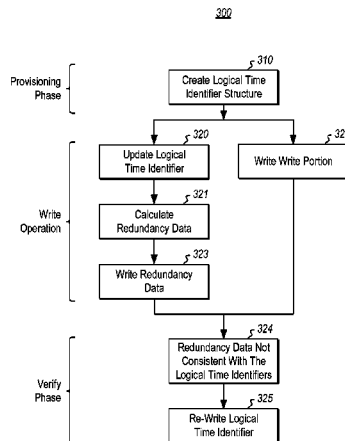 300
Provisioning
Phase
310
Create Logical Time
Identifier Structure
Write
Operation
320
Update Logical
Time Identifier
Write Write Portion
321
Calculate
Redundancy Data
323
Write Redundancy
Data
Verify
Phase
324
Redundancy Data Not
Consistent With The
Logical Time Identifiers
325
Re-Write Logical
Time Identifier